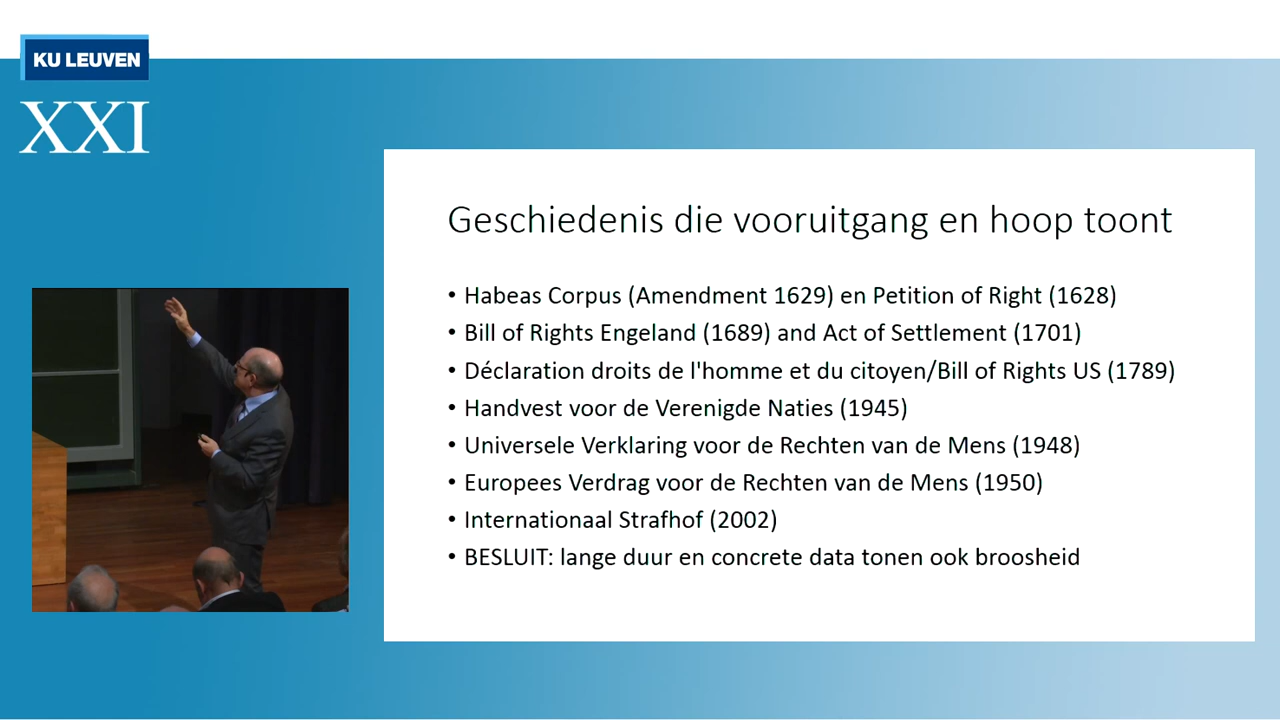 KU LEUVEN
XXI
Geschiedenis die vooruitgang en hoop toont
• Habeas Corpus (Amendment 1629) en Petition of Right (1628)
• Bill of Rights Engeland (1689) and Act of Settlement (1701)
• Déclaration droits de l'homme et du citoyen/Bill of Rights US (1789)
• Handvest voor de Verenigde Naties (1945)
• Universele Verklaring voor de Rechten van de Mens (1948)
• Europees Verdrag voor de Rechten van de Mens (1950)
• Internationaal Strafhof (2002)
• BESLUIT: lange duur en concrete data tonen ook broosheid